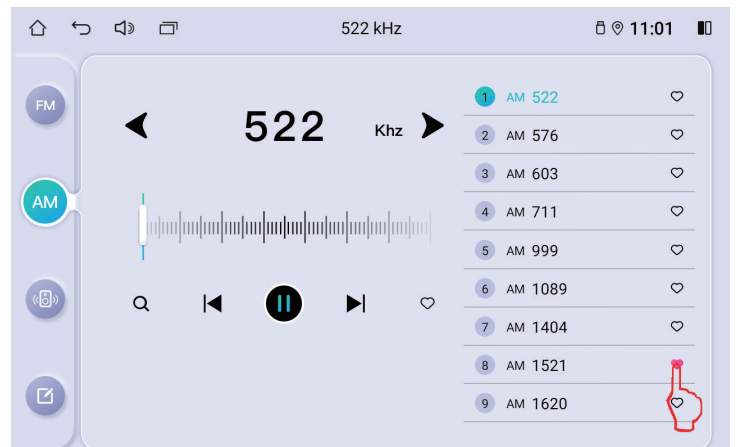 522 kHz
11:01
FM
AM
522 Khz
1 AM 522
2 AM 576
3 AM 603
4 AM 711
5 AM 999
6 AM 1089
7 AM 1404
8 AM 1521
9 AM 1620